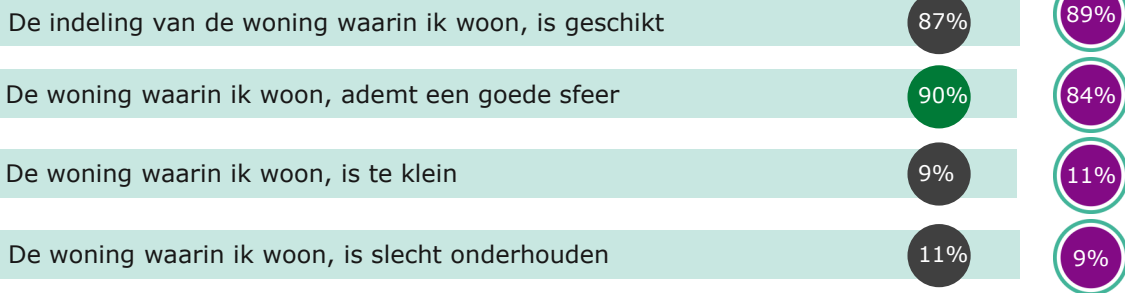 De indeling van de woning waarin ik woon, is geschikt 87% 89%
De woning waarin ik woon, ademt een goede sfeer 90% 84%
De woning waarin ik woon, is te klein 9% 11%
De woning waarin ik woon, is slecht onderhouden 11% 9%